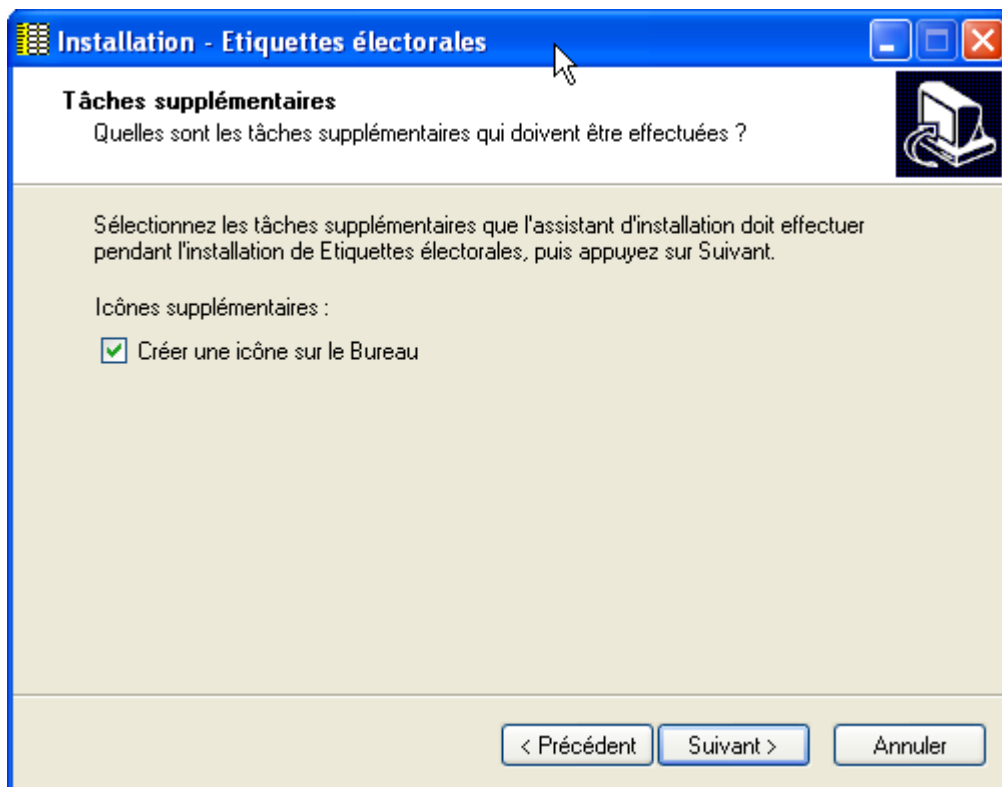 Installation - Etiquettes électorales
Tâches supplémentaires
Quelles sont les tâches supplémentaires qui doivent être effectuées ?
Sélectionnez les tâches supplémentaires que l'assistant d'installation doit effectuer
pendant l'installation de Etiquettes électorales, puis appuyez sur Suivant.
Icônes supplémentaires :
Créer une icône sur le Bureau
< Précédent Suivant > Annuler